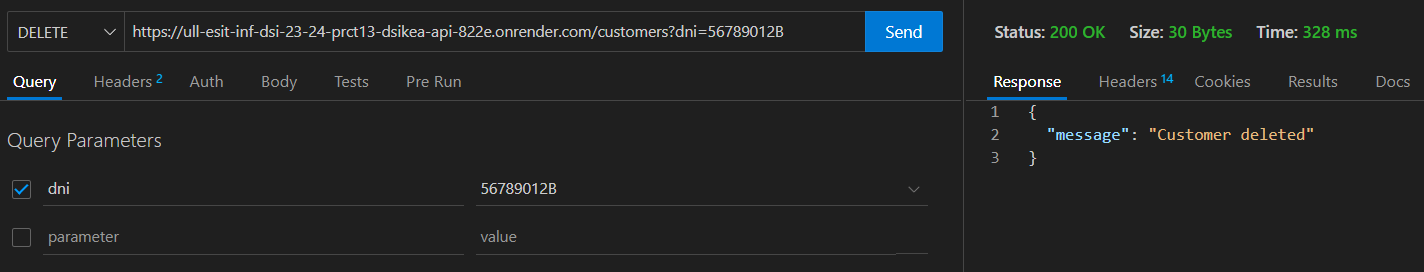 DELETE https://ull-esit-inf-dsi-23-24-prct13-dsikea-api-822e.onrender.com/customers?dni=56789012B Send
Query Headers 2 Auth Body Tests Pre Run
Query Parameters
dni 56789012B
parameter value
Status: 200 OK Size: 30 Bytes Time: 328 ms
Response Headers 14 Cookies Results Docs
1 {
2 "message": "Customer deleted"
3 }